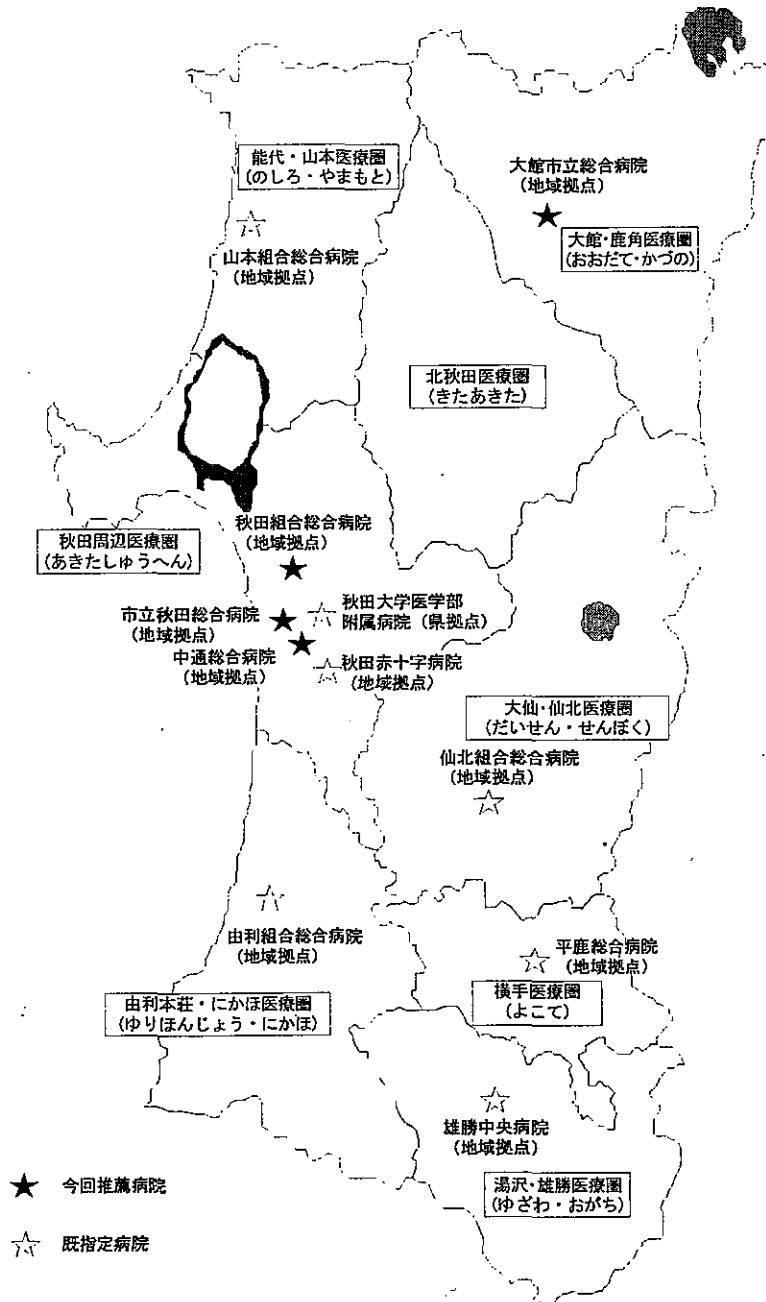 能代・山本医療圏
(のしろ・やまもと)
山本組合総合病院
(地域拠点)
大館市立総合病院
(地域拠点)
大館・鹿角医療圏
(おおだて・かづの)
北秋田医療圏
(きたあきた)
秋田周辺医療圏
(あきたしゅうへん)
秋田組合総合病院
(地域拠点)
市立秋田総合病院
(地域拠点)
秋田大学医学部
附属病院（県拠点）
中通総合病院
(地域拠点)
秋田赤十字病院
(地域拠点)
大仙・仙北医療圏
(だいせん・せんぼく)
仙北組合総合病院
(地域拠点)
由利組合総合病院
(地域拠点)
由利本荘・にかほ医療圏
(ゆりほんじょう・にかほ)
平鹿総合病院
(地域拠点)
横手医療圏
(よこて)
雄勝中央病院
(地域拠点)
湯沢・雄勝医療圏
(ゆざわ・おがち)
★ 今回推薦病院
☆ 既指定病院